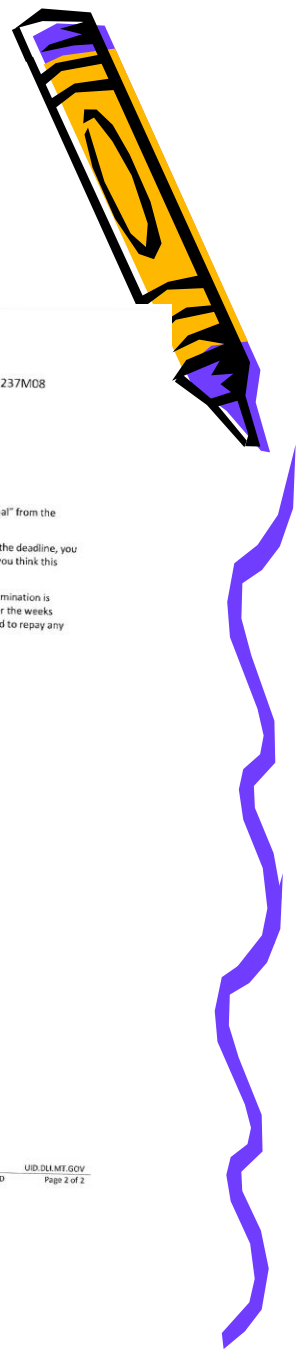 237M08
al" from the
the deadline, you
you think this
mination is
r the weeks
d to repay any
UID.DLI.MT.GOV
D Page 2 of 2